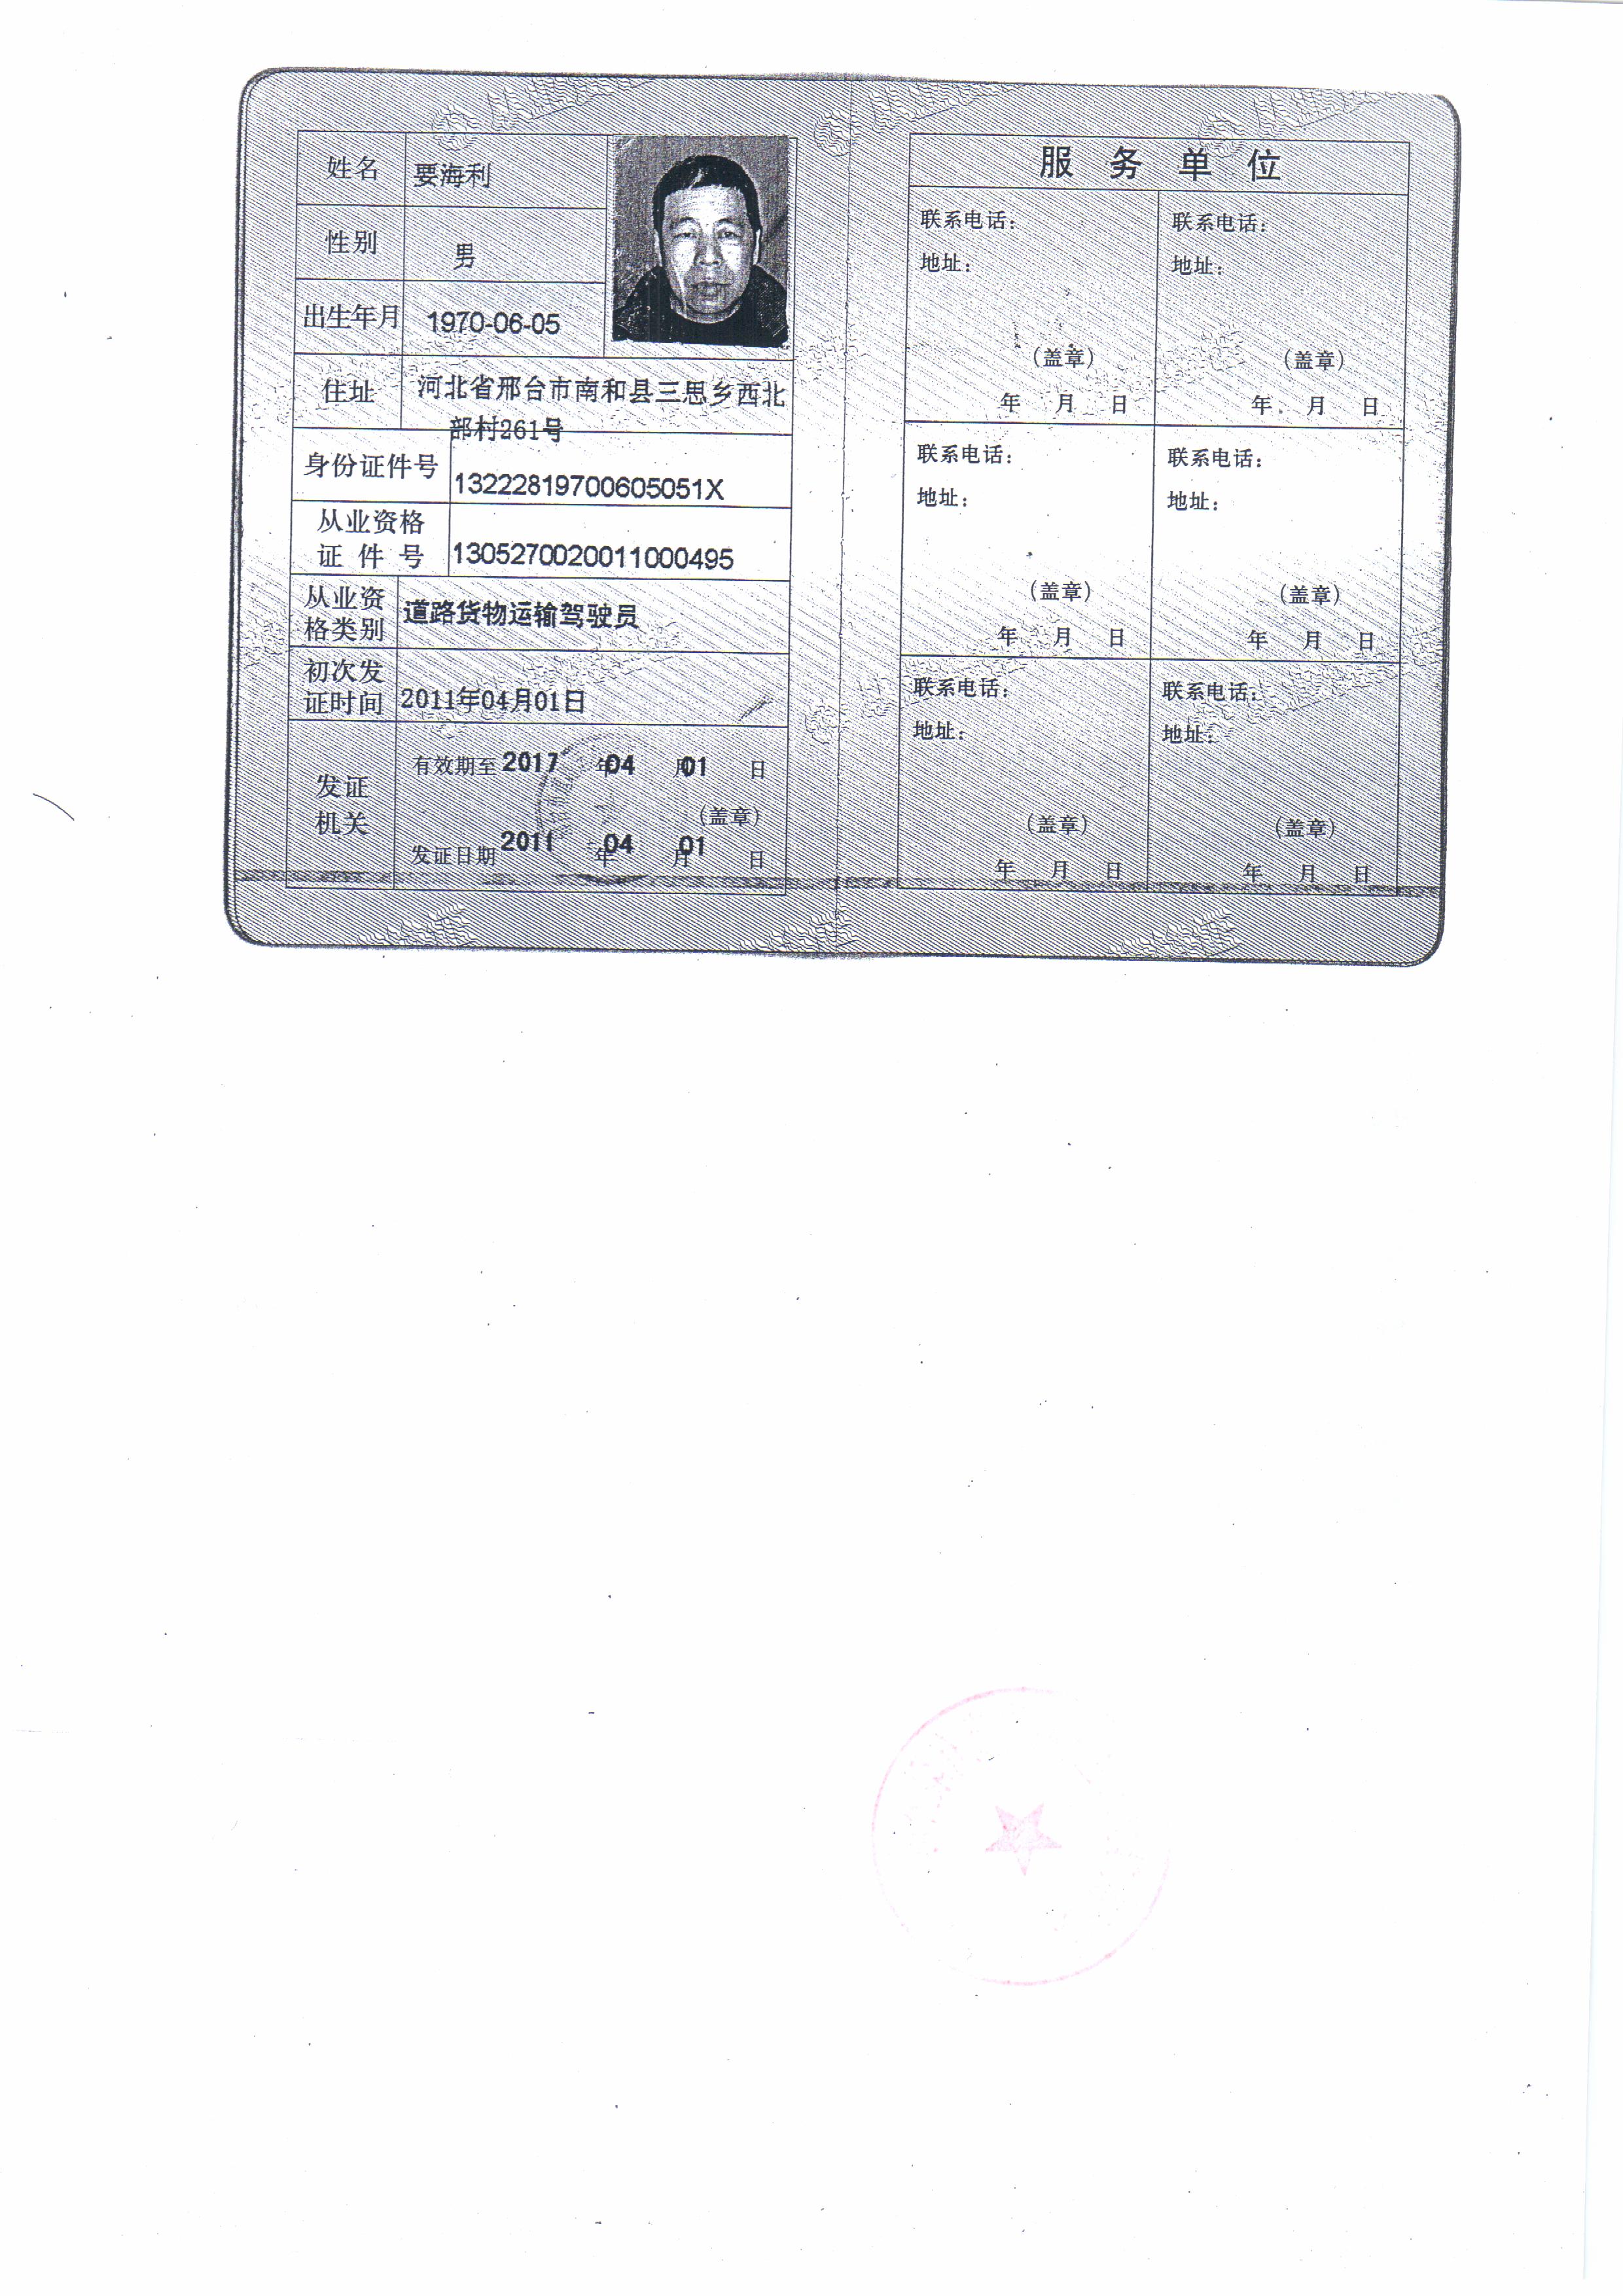 姓名 要海利
性别 男
出生年月 1970-06-05
住址 河北省邢台市南和县三思乡西北
部村261号
身份证件号 13222819700605051X
从业资格
证件号 1305270020011000495
从业资
格类别 道路货物运输驾驶员
初次发
证时间 2011年04月01日
发证
机关
有效期至 2017 年 04 月 01 日
(盖章)
发证日期 2011 年 04 月 01 日
服务单位
联系电话: 联系电话:
地址: 地址:
(盖章) (盖章)
年 月 日 年 月 日
联系电话: 联系电话:
地址: 地址:
(盖章) (盖章)
年 月 日 年 月 日
联系电话: 联系电话:
地址: 地址:
(盖章) (盖章)
年 月 日 年 月 日